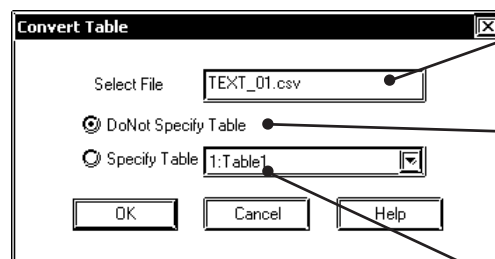 Convert Table
Select File TEXT_01.csv
DoNot Specify Table
Specify Table 1:Table1
OK Cancel Help